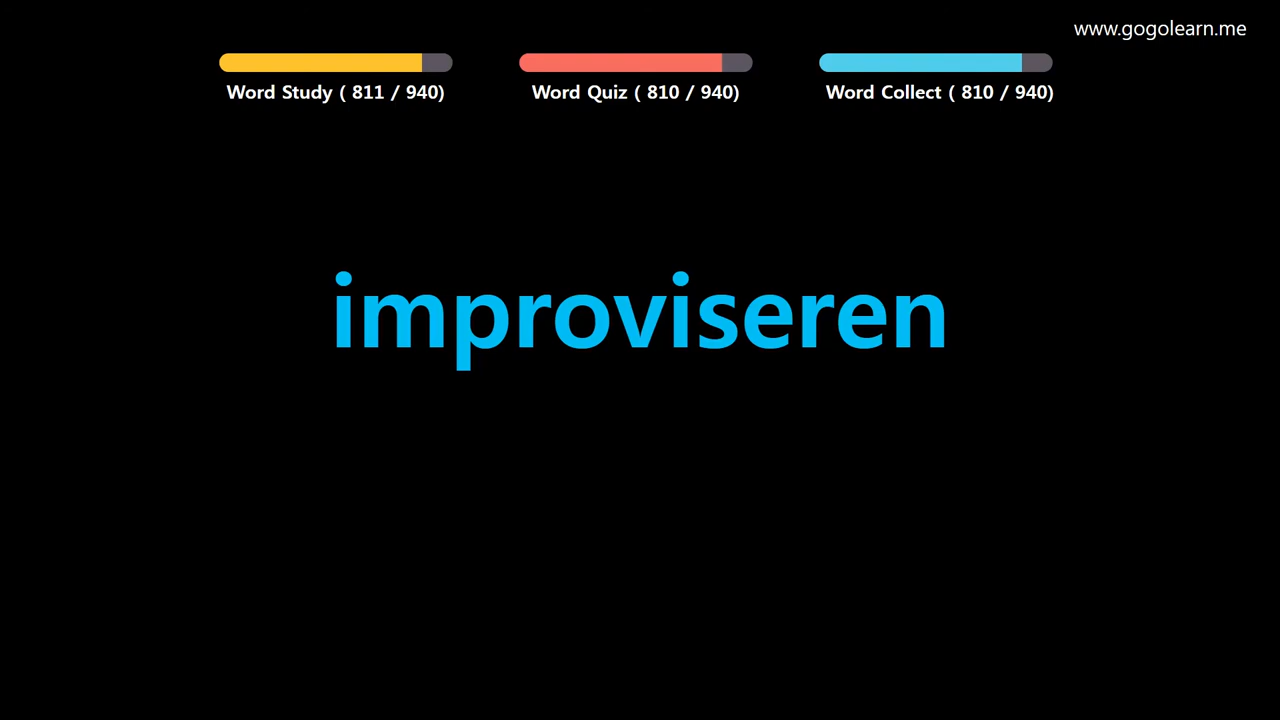 www.gogolearn.me
Word Study ( 811 / 940)
Word Quiz ( 810 / 940)
Word Collect ( 810 / 940)
improviseren